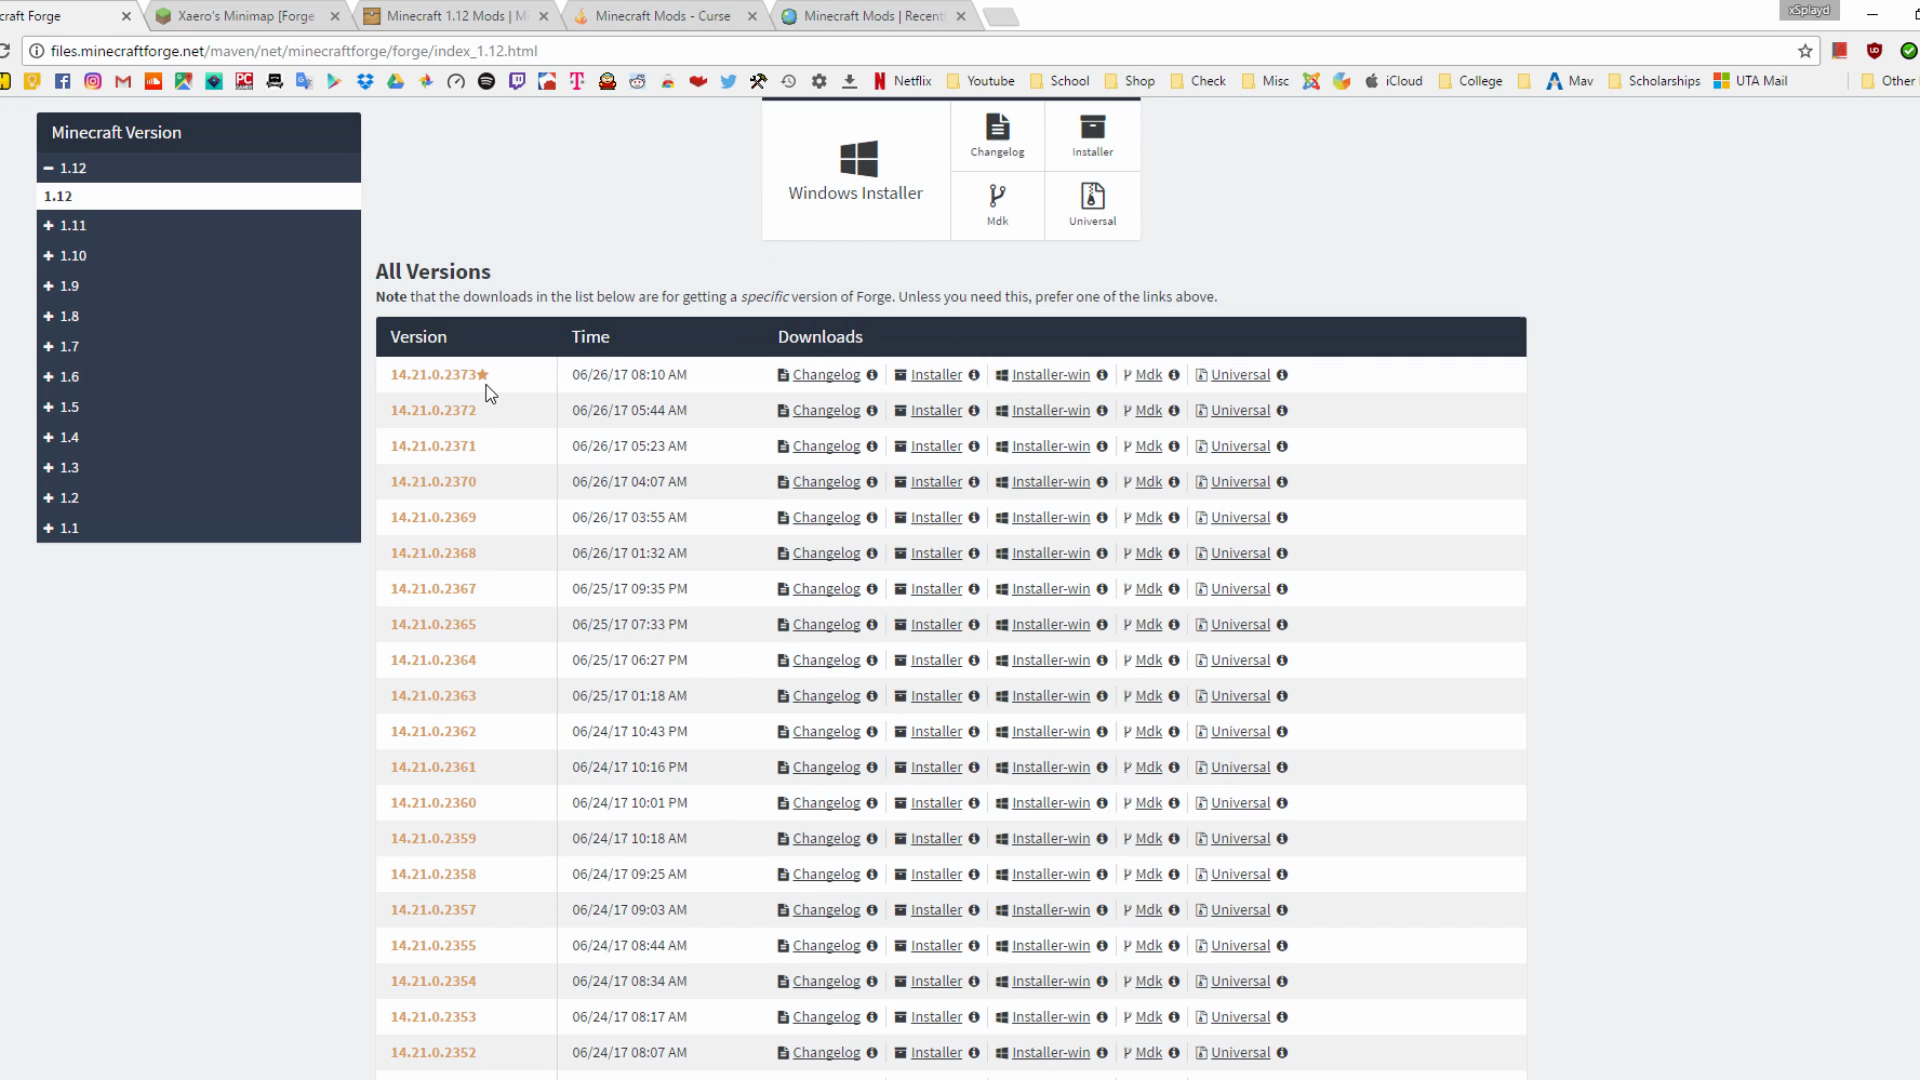 craft Forge
Xaero's Minimap [Forge
Minecraft 1.12 Mods | Mi
Minecraft Mods - Curse
Minecraft Mods | Recent
xSplayd
files.minecraftforge.net/maven/net/minecraftforge/forge/index_1.12.html
Netflix
Youtube
School
Shop
Check
Misc
iCloud
College
Mav
Scholarships
UTA Mail
Other
Minecraft Version
1.12
1.12
1.11
1.10
1.9
1.8
1.7
1.6
1.5
1.4
1.3
1.2
1.1
Windows Installer
Changelog
Installer
Mdk
Universal
All Versions
Note that the downloads in the list below are for getting a specific version of Forge. Unless you need this, prefer one of the links above.
Version Time Downloads
14.21.0.2373 06/26/17 08:10 AM Changelog Installer Installer-win Mdk Universal
14.21.0.2372 06/26/17 05:44 AM Changelog Installer Installer-win Mdk Universal
14.21.0.2371 06/26/17 05:23 AM Changelog Installer Installer-win Mdk Universal
14.21.0.2370 06/26/17 04:07 AM Changelog Installer Installer-win Mdk Universal
14.21.0.2369 06/26/17 03:55 AM Changelog Installer Installer-win Mdk Universal
14.21.0.2368 06/26/17 01:32 AM Changelog Installer Installer-win Mdk Universal
14.21.0.2367 06/25/17 09:35 PM Changelog Installer Installer-win Mdk Universal
14.21.0.2365 06/25/17 07:33 PM Changelog Installer Installer-win Mdk Universal
14.21.0.2364 06/25/17 06:27 PM Changelog Installer Installer-win Mdk Universal
14.21.0.2363 06/25/17 01:18 AM Changelog Installer Installer-win Mdk Universal
14.21.0.2362 06/24/17 10:43 PM Changelog Installer Installer-win Mdk Universal
14.21.0.2361 06/24/17 10:16 PM Changelog Installer Installer-win Mdk Universal
14.21.0.2360 06/24/17 10:01 PM Changelog Installer Installer-win Mdk Universal
14.21.0.2359 06/24/17 10:18 AM Changelog Installer Installer-win Mdk Universal
14.21.0.2358 06/24/17 09:25 AM Changelog Installer Installer-win Mdk Universal
14.21.0.2357 06/24/17 09:03 AM Changelog Installer Installer-win Mdk Universal
14.21.0.2355 06/24/17 08:44 AM Changelog Installer Installer-win Mdk Universal
14.21.0.2354 06/24/17 08:34 AM Changelog Installer Installer-win Mdk Universal
14.21.0.2353 06/24/17 08:17 AM Changelog Installer Installer-win Mdk Universal
14.21.0.2352 06/24/17 08:07 AM Changelog Installer Installer-win Mdk Universal